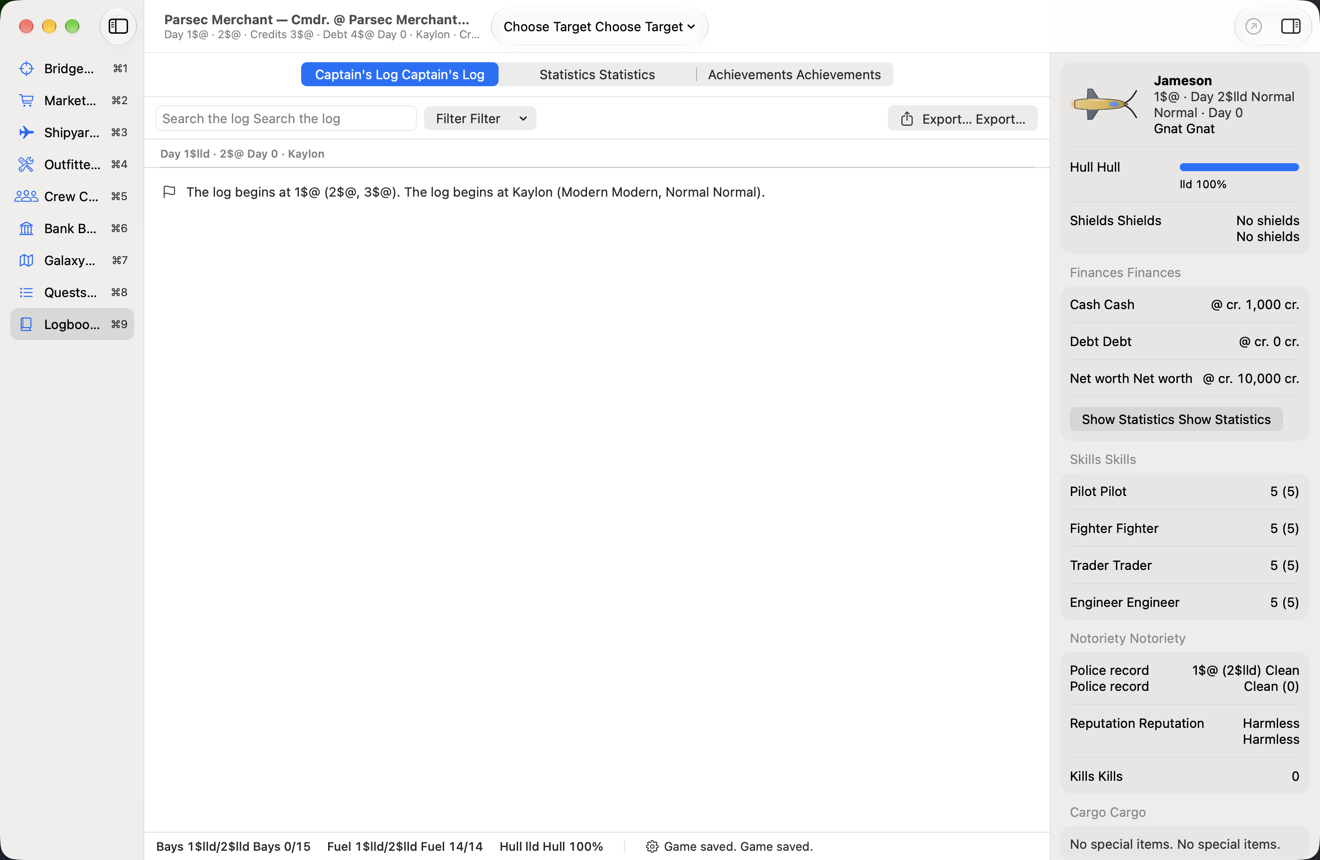 Parsec Merchant — Cmdr. @ Parsec Merchant...
Day 1$@ · 2$@ · Credits 3$@ · Debt 4$@ Day 0 · Kaylon · Cr...
Choose Target Choose Target
Bridge... ⌘1
Market... ⌘2
Shipyar... ⌘3
Outfitte... ⌘4
Crew C... ⌘5
Bank B... ⌘6
Galaxy... ⌘7
Quests... ⌘8
Logboo... ⌘9
Captain's Log Captain's Log
Statistics Statistics
Achievements Achievements
Search the log Search the log
Filter Filter
Export... Export...
Day 1$lld · 2$@ Day 0 · Kaylon
The log begins at 1$@ (2$@, 3$@). The log begins at Kaylon (Modern Modern, Normal Normal).
Jameson
1$@ · Day 2$lld Normal
Normal · Day 0
Gnat Gnat
Hull Hull
lld 100%
Shields Shields
No shields
No shields
Finances Finances
Cash Cash @ cr. 1,000 cr.
Debt Debt @ cr. 0 cr.
Net worth Net worth @ cr. 10,000 cr.
Show Statistics Show Statistics
Skills Skills
Pilot Pilot 5 (5)
Fighter Fighter 5 (5)
Trader Trader 5 (5)
Engineer Engineer 5 (5)
Notoriety Notoriety
Police record 1$@ (2$lld) Clean
Police record Clean (0)
Reputation Reputation Harmless
Harmless
Kills Kills 0
Cargo Cargo
No special items. No special items.
Bays 1$lld/2$lld Bays 0/15 Fuel 1$lld/2$lld Fuel 14/14 Hull lld Hull 100% Game saved. Game saved.